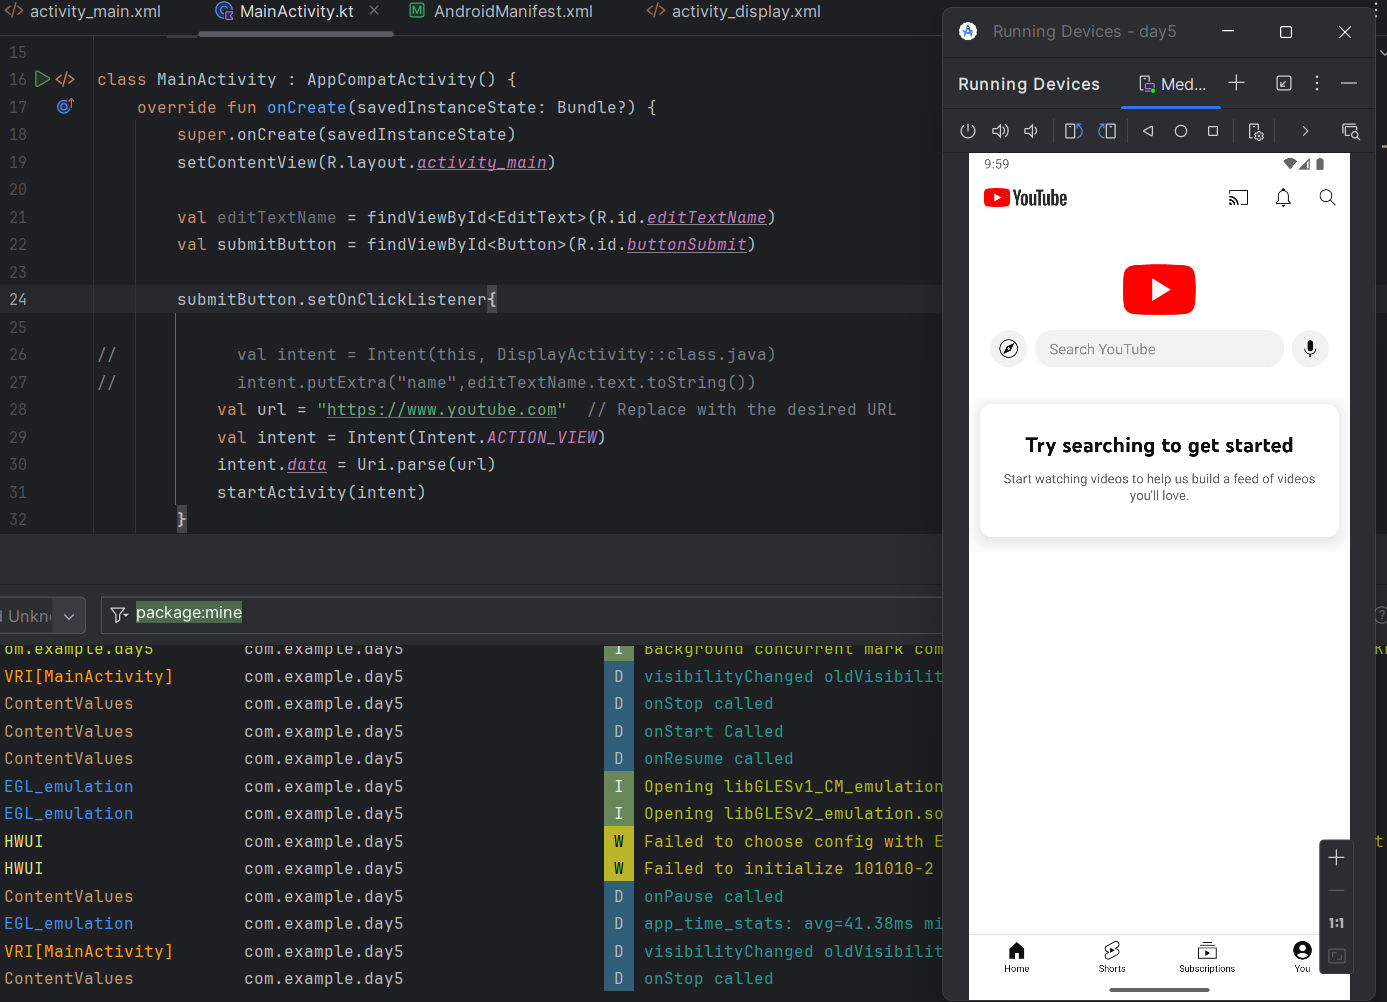 activity_main.xml
MainActivity.kt
AndroidManifest.xml
activity_display.xml
15
16 class MainActivity : AppCompatActivity() {
17 override fun onCreate(savedInstanceState: Bundle?) {
18 super.onCreate(savedInstanceState)
19 setContentView(R.layout.activity_main)
20
21 val editTextName = findViewById<EditText>(R.id.editTextName)
22 val submitButton = findViewById<Button>(R.id.buttonSubmit)
23
24 submitButton.setOnClickListener{
25
26 // val intent = Intent(this, DisplayActivity::class.java)
27 // intent.putExtra("name",editTextName.text.toString())
28 val url = "https://www.youtube.com" // Replace with the desired URL
29 val intent = Intent(Intent.ACTION_VIEW)
30 intent.data = Uri.parse(url)
31 startActivity(intent)
32 }
package:mine
om.example.day5 com.example.day5 I Background concurrent mark com
VRI[MainActivity] com.example.day5 D visibilityChanged oldVisibilit
ContentValues com.example.day5 D onStop called
ContentValues com.example.day5 D onStart Called
ContentValues com.example.day5 D onResume called
EGL_emulation com.example.day5 I Opening libGLESv1_CM_emulation
EGL_emulation com.example.day5 I Opening libGLESv2_emulation.so
HWUI com.example.day5 W Failed to choose config with E
HWUI com.example.day5 W Failed to initialize 101010-2
ContentValues com.example.day5 D onPause called
EGL_emulation com.example.day5 D app_time_stats: avg=41.38ms mi
VRI[MainActivity] com.example.day5 D visibilityChanged oldVisibilit
ContentValues com.example.day5 D onStop called
Running Devices - day5
Running Devices
Med...
9:59
YouTube
Search YouTube
Try searching to get started
Start watching videos to help us build a feed of videos
you'll love.
1:1
Home
Shorts
Subscriptions
You